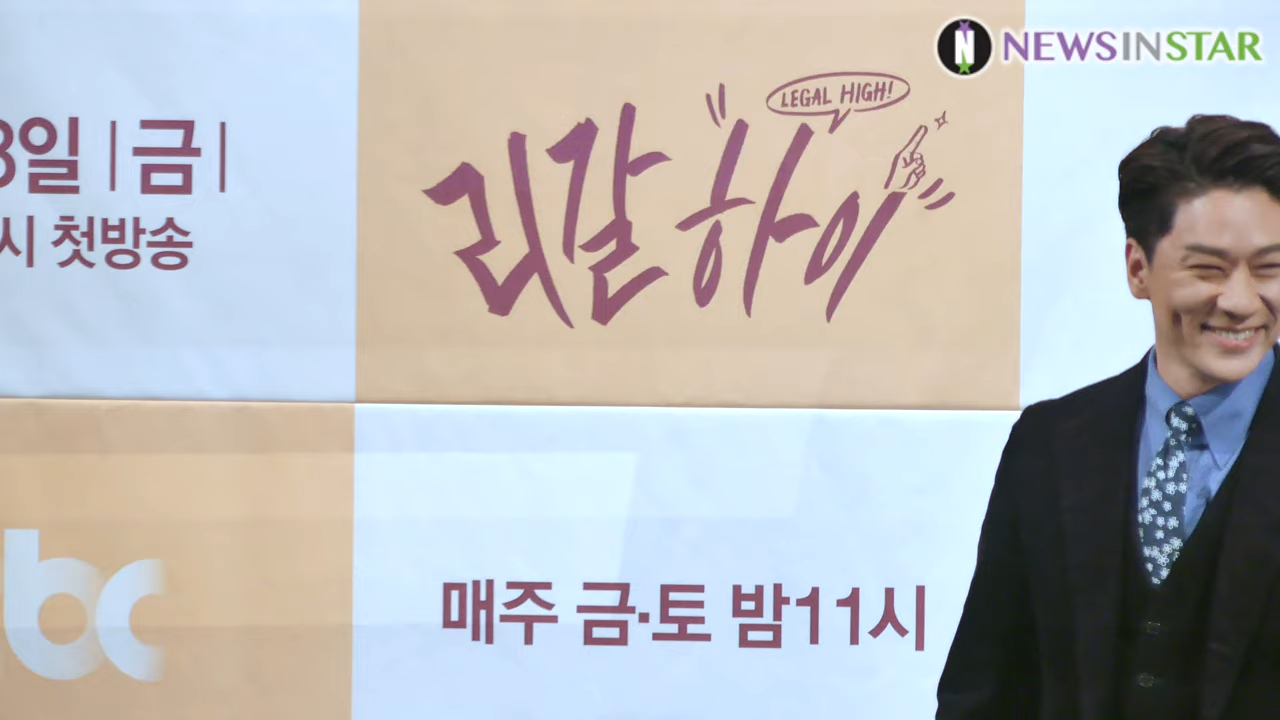 NEWSINSTAR
LEGAL HIGH!
리갈 하이
일 | 금 |
시 첫방송
bc
매주 금·토 밤11시